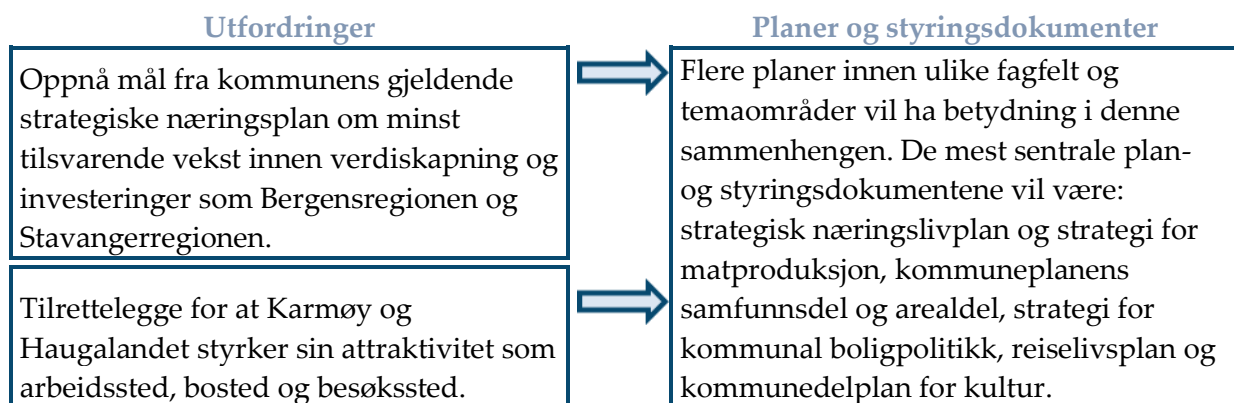 Utfordringer
Oppnå mål fra kommunens gjeldende
strategiske næringsplan om minst
tilsvarende vekst innen verdiskapning og
investeringer som Bergensregionen og
Stavangerregionen.
Tilrettelegge for at Karmøy og
Haugalandet styrker sin attraktivitet som
arbeidssted, bosted og besøkssted.
Planer og styringsdokumenter
Flere planer innen ulike fagfelt og
temaområder vil ha betydning i denne
sammenhengen. De mest sentrale plan-
og styringsdokumentene vil være:
strategisk næringslivplan og strategi for
matproduksjon, kommuneplanens
samfunnsdel og arealdel, strategi for
kommunal boligpolitikk, reiselivsplan og
kommunedelplan for kultur.